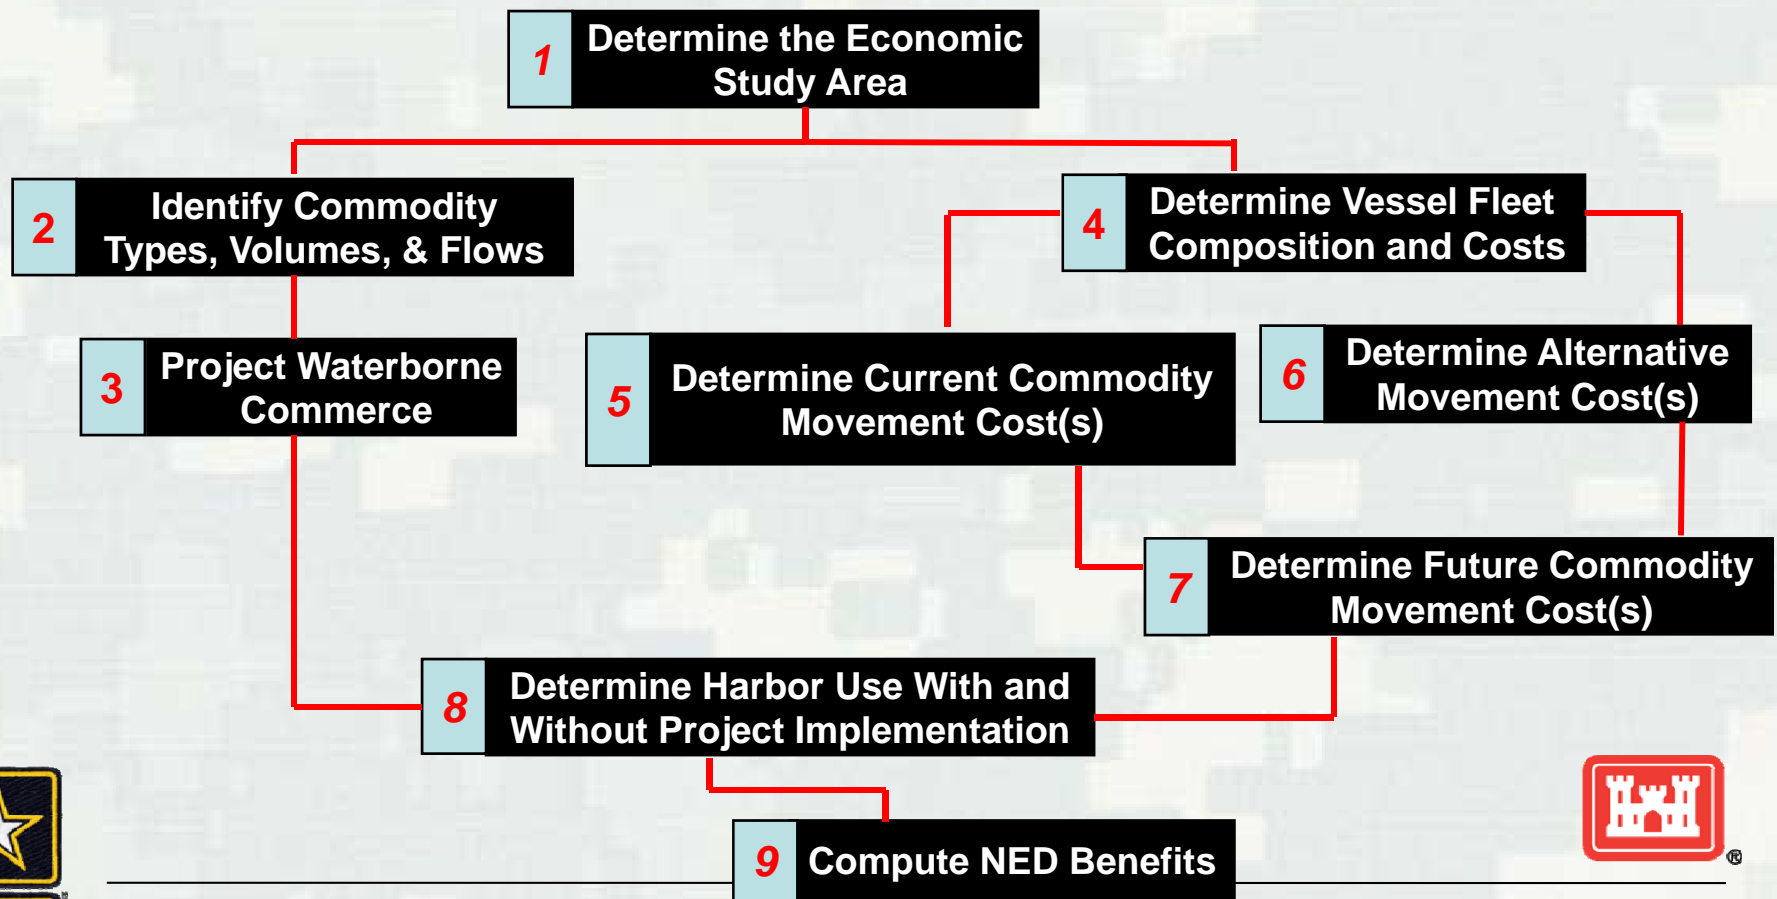 1
Determine the Economic
Study Area
2
Identify Commodity
Types, Volumes, & Flows
4
Determine Vessel Fleet
Composition and Costs
3
Project Waterborne
Commerce
5
Determine Current Commodity
Movement Cost(s)
6
Determine Alternative
Movement Cost(s)
7
Determine Future Commodity
Movement Cost(s)
8
Determine Harbor Use With and
Without Project Implementation
9
Compute NED Benefits
®